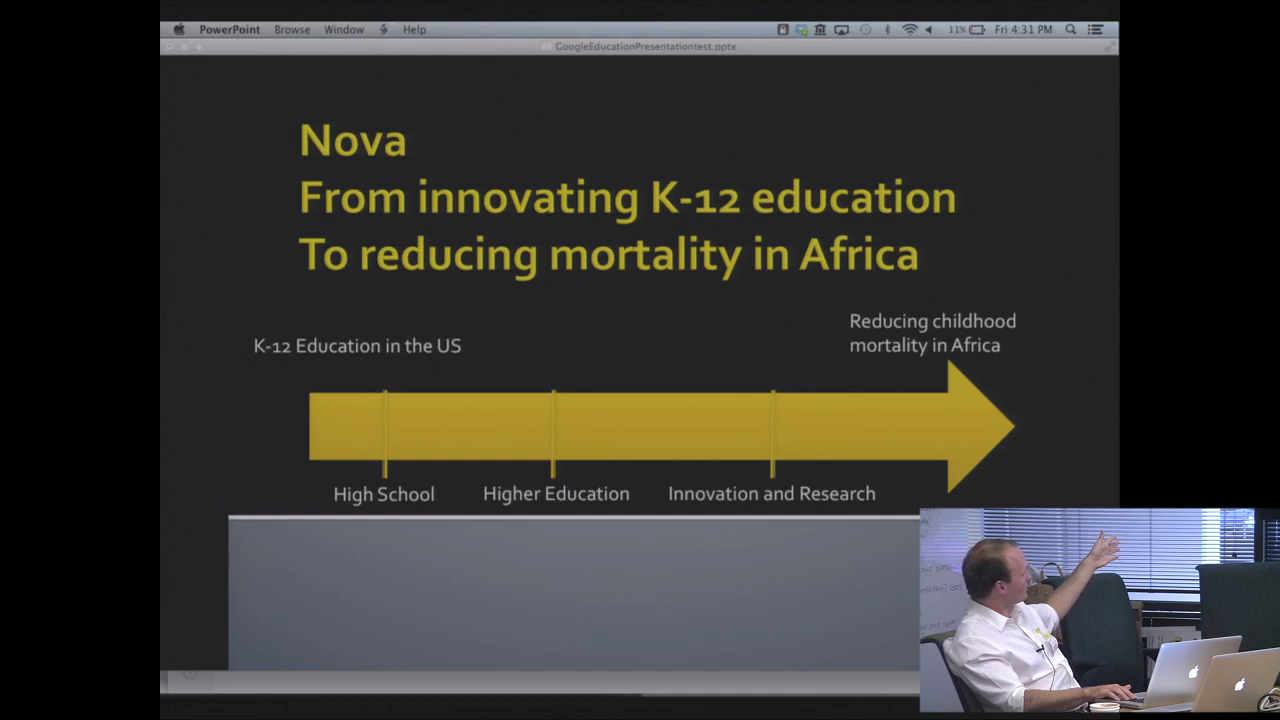 PowerPoint Browse Window Help 11% Fri 4:31 PM
GoogleEducationPresentationtest.pptx
Nova
From innovating K-12 education
To reducing mortality in Africa
K-12 Education in the US
Reducing childhood
mortality in Africa
High School
Higher Education
Innovation and Research